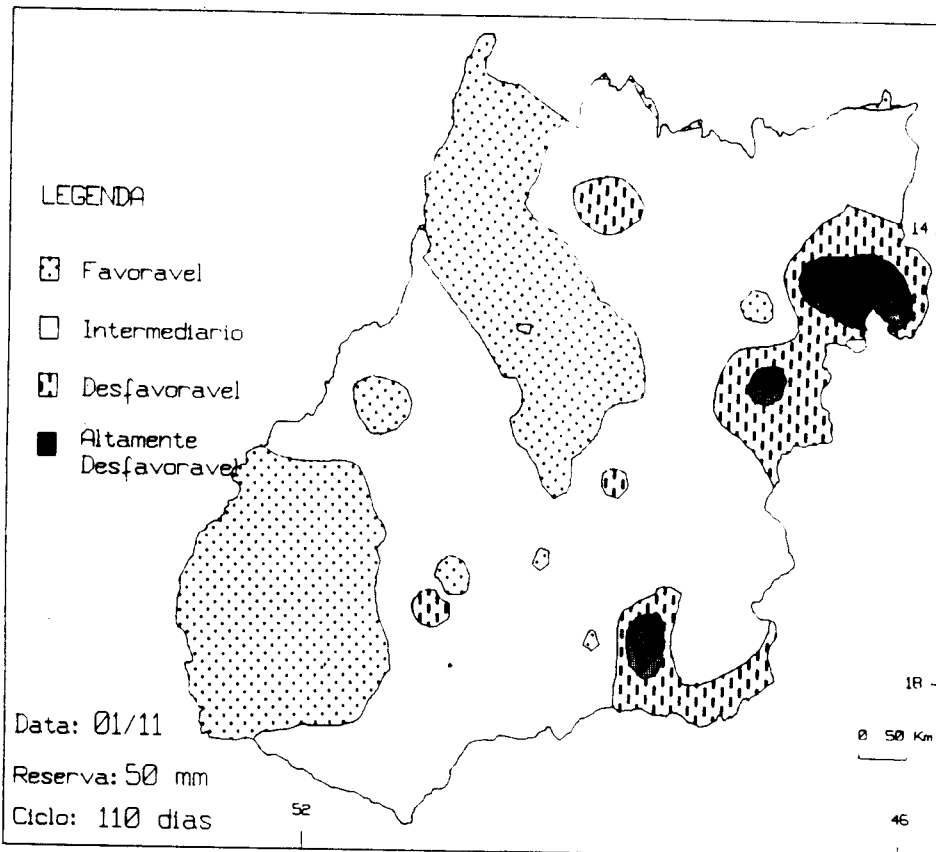 LEGENDA
Favoravel
Intermediario
Desfavoravel
Altamente
Desfavoravel
14
18
Data: 01/11
0 50 Km
Reserva: 50 mm
Ciclo: 110 dias
52
46